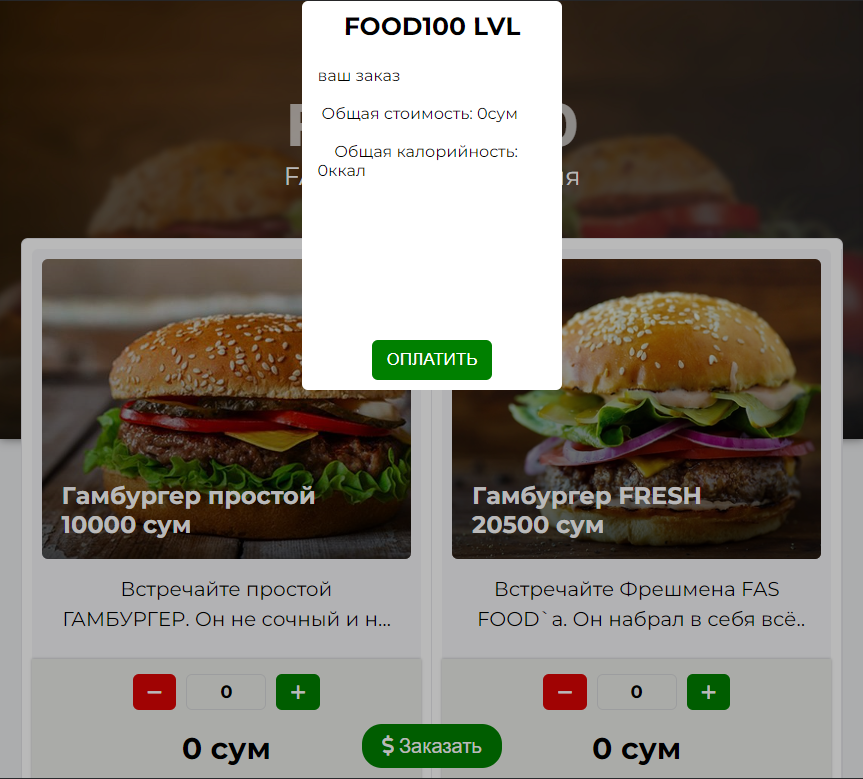 FOOD100 LVL
ваш заказ
Общая стоимость: 0сум
Общая калорийность:
0ккал
ОПЛАТИТЬ
Гамбургер простой
10000 сум
Гамбургер FRESH
20500 сум
Встречайте простой
ГАМБУРГЕР. Он не сочный и н...
Встречайте Фрешмена FAS
FOOD`а. Он набрал в себя всё..
− 0 +
− 0 +
0 сум
$ Заказать
0 сум